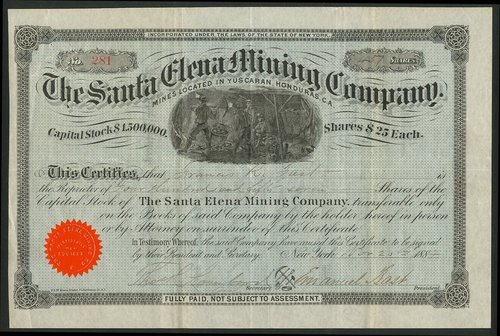 INCORPORATED UNDER THE LAWS OF THE STATE OF NEW YORK.
No. 281
7 SHARES
The Santa Elena Mining Company.
MINES LOCATED IN YUSCARAN, HONDURAS. C.A.
Capital Stock $1,500,000.
Shares $25 Each.
This Certifies, that Francis is
the Proprietor of Four Hundred Shares of the
Capital Stock of The Santa Elena Mining Company, transferable only
on the Books of said Company by the holder hereof in person
or by Attorney on surrender of this Certificate
In Testimony Whereof, the said Company have caused this Certificate to be signed
by their President and Secretary. New York 188
Secretary
Emanuel President
FULLY PAID, NOT SUBJECT TO ASSESSMENT.